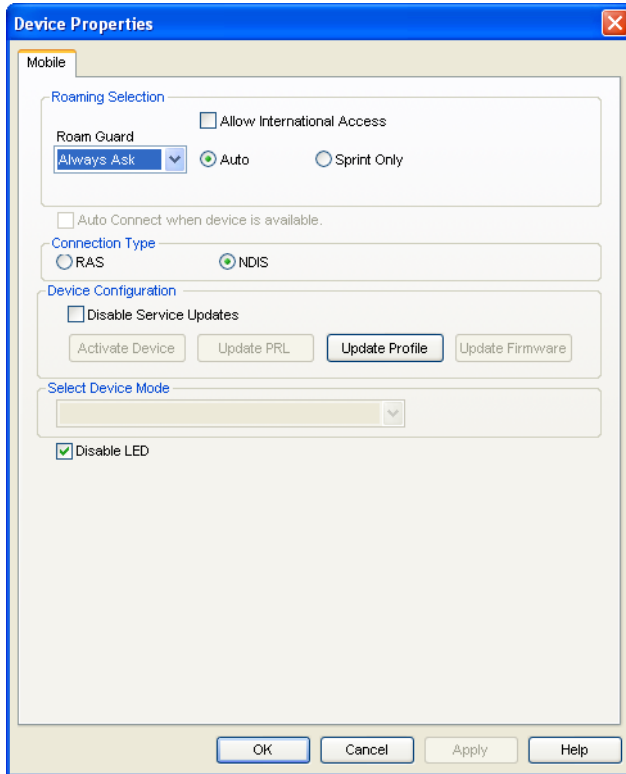 Device Properties
Mobile
Roaming Selection
Allow International Access
Roam Guard
Always Ask
Auto
Sprint Only
Auto Connect when device is available.
Connection Type
RAS
NDIS
Device Configuration
Disable Service Updates
Activate Device
Update PRL
Update Profile
Update Firmware
Select Device Mode
Disable LED
OK
Cancel
Apply
Help